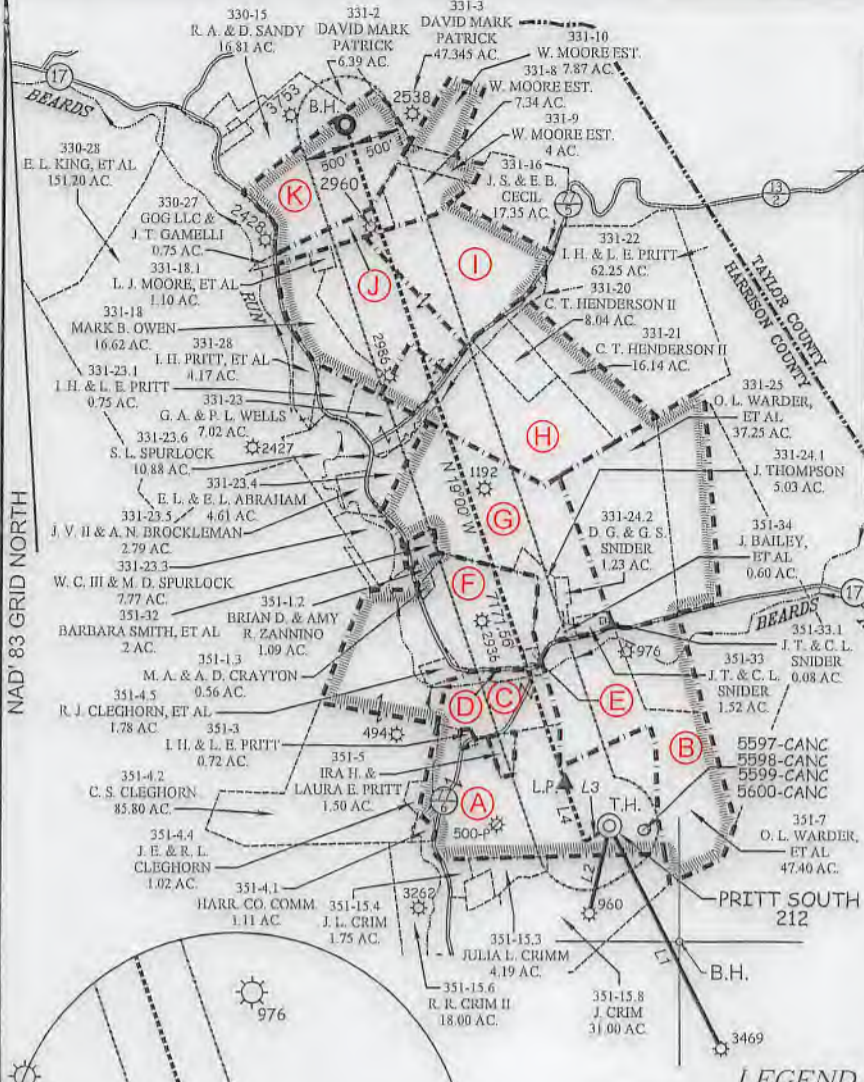 330-15
R. A. & D. SANDY
16.81 AC.
331-2
DAVID MARK
PATRICK
6.39 AC.
331-3
DAVID MARK
PATRICK
47.345 AC.
331-10
W. MOORE EST.
7.87 AC.
331-8
W. MOORE EST.
7.34 AC.
331-9
W. MOORE EST.
4 AC.
331-16
J. S. & E. B.
CECIL
17.35 AC.
17
BEARDS
3753
B.H.
2538
500'
500'
2960
K
77
5
13
2
330-28
E. L. KING, ET AL
151.20 AC.
330-27
GOG LLC &
J. T. GAMELLI
0.75 AC.
2428
331-18.1
L. J. MOORE, ET AL
1.10 AC.
RUN
331-18
MARK B. OWEN
16.62 AC.
J
I
331-22
I. H. & L. E. PRITT
62.25 AC.
331-20
C. T. HENDERSON II
8.04 AC.
331-21
C. T. HENDERSON II
16.14 AC.
TAYLOR COUNTY
HARRISON COUNTY
331-28
I. H. PRITT, ET AL
4.17 AC.
2986
331-23.1
I. H. & L. E. PRITT
0.75 AC.
331-23
G. A. & P. L. WELLS
7.02 AC.
331-25
O. L. WARDER,
ET AL
37.25 AC.
331-23.6
S. L. SPURLOCK
10.88 AC.
2427
H
331-24.1
J. THOMPSON
5.03 AC.
331-23.4
E. L. & E. L. ABRAHAM
4.61 AC.
1192
N 19°00' W
7171.56
G
331-23.5
J. V. II & A. N. BROCKLEMAN
2.79 AC.
331-24.2
D. G. & G. S.
SNIDER
1.23 AC.
351-34
J. BAILEY,
ET AL
0.60 AC.
331-23.3
W. C. III & M. D. SPURLOCK
7.77 AC.
351-32
BARBARA SMITH, ET AL
2 AC.
F
2936
351-1.2
BRIAN D. & AMY
R. ZANNINO
1.09 AC.
BEARDS
17
351-33.1
J. T. & C. L.
SNIDER
0.08 AC.
976
351-33
J. T. & C. L.
SNIDER
1.52 AC.
351-1.3
M. A. & A. D. CRAYTON
0.56 AC.
351-4.5
R. J. CLEGHORN, ET AL
1.78 AC.
D
C
E
B
351-3
I. H. & L. E. PRITT
0.72 AC.
494
351-5
IRA H. &
LAURA E. PRITT
1.50 AC.
5597-CANC
5598-CANC
5599-CANC
5600-CANC
351-4.2
C. S. CLEGHORN
85.80 AC.
6
A
500-P
L.P.
L3
L4
T.H.
351-7
O. L. WARDER,
ET AL
47.40 AC.
351-4.4
J. E. & R. L.
CLEGHORN
1.02 AC.
L2
PRITT SOUTH
212
351-4.1
HARR. CO. COMM.
1.11 AC.
351-15.4
J. L. CRIM
1.75 AC.
3262
960
351-15.3
JULIA L. CRIMM
4.19 AC.
L1
B.H.
351-15.6
R. R. CRIM II
18.00 AC.
351-15.8
J. CRIM
31.00 AC.
3469
976
NAD' 83 GRID NORTH
LEGEND